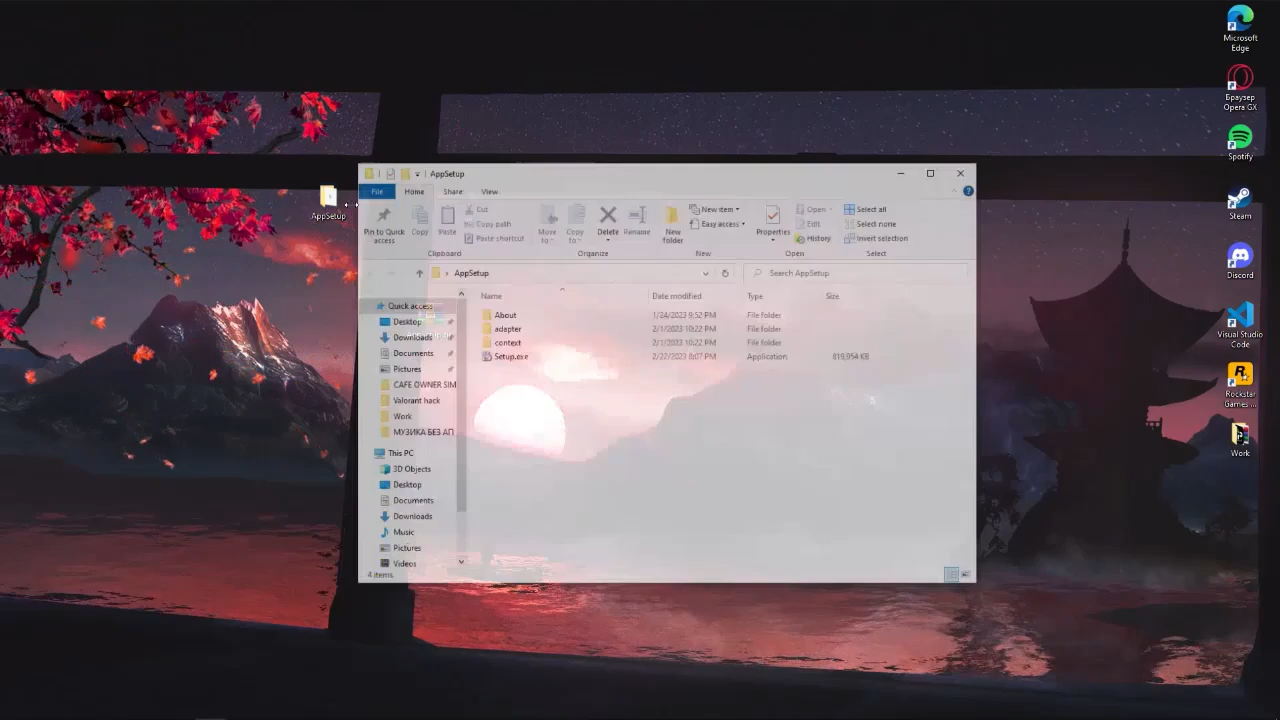 Microsoft
Edge
Браузер
Opera GX
Spotify
Steam
Discord
Visual Studio
Code
Rockstar
Games ...
Work
AppSetup
AppSetup
File
Home
Share
View
Pin to Quick
access
Copy
Paste
Cut
Copy path
Paste shortcut
Clipboard
Move
to
Copy
to
Delete
Rename
Organize
New
folder
New item
Easy access
New
Properties
Open
Edit
History
Open
Select all
Select none
Invert selection
Select
AppSetup
Search AppSetup
Name
Date modified
Type
Size
About 1/24/2023 9:52 PM File folder
adapter 2/1/2023 10:22 PM File folder
context 2/1/2023 10:22 PM File folder
Setup.exe 2/22/2023 8:07 PM Application 819,954 KB
Quick access
Desktop
Downloads
Documents
Pictures
CAFE OWNER SIM
Valorant hack
Work
МУЗИКА БЕЗ АП
This PC
3D Objects
Desktop
Documents
Downloads
Music
Pictures
Videos
4 items